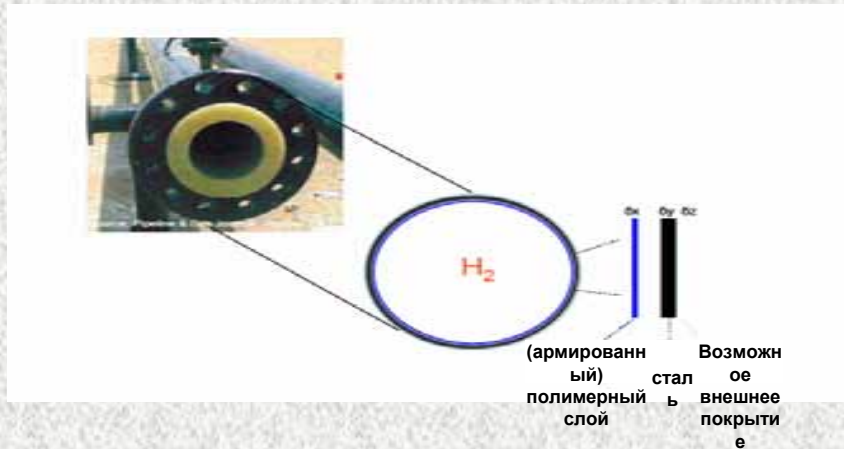 δx δy δz
H₂
(армированн
ый)
полимерный
слой
стал
ь
Возможн
ое
внешнее
покрыти
е